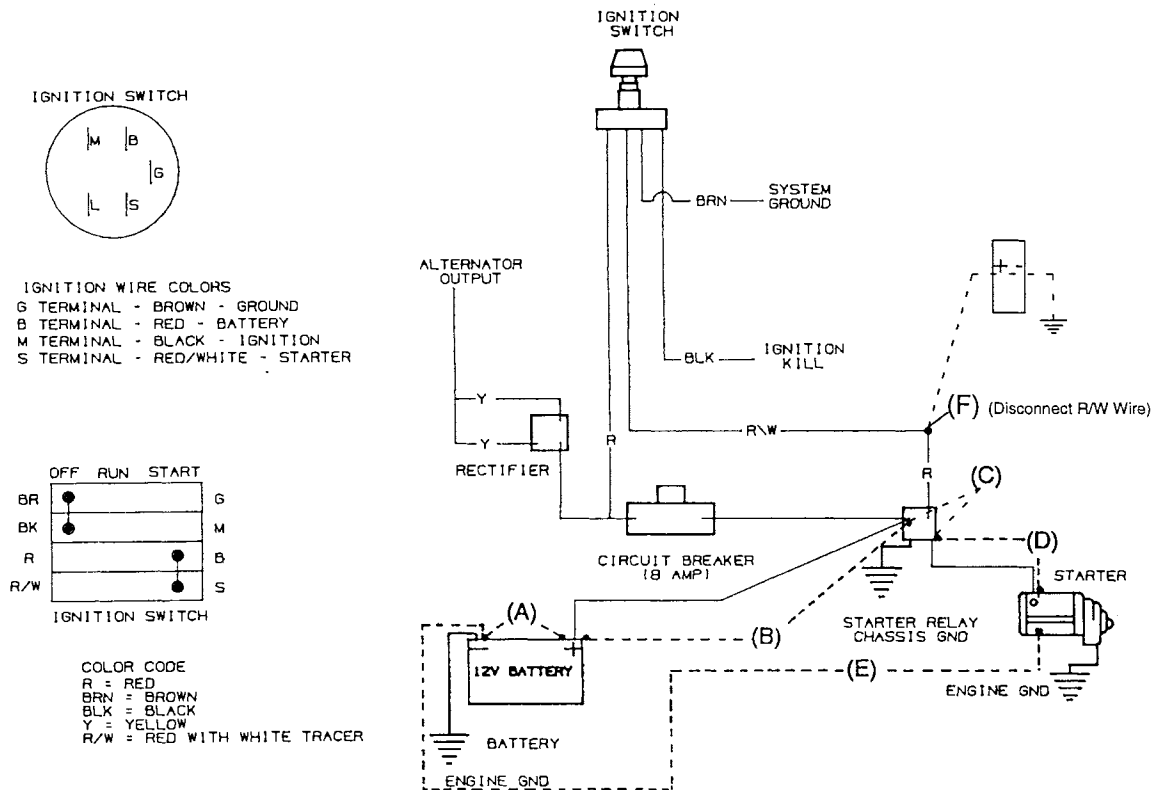 IGNITION
SWITCH
IGNITION SWITCH
M
B
G
L
S
BRN
SYSTEM
GROUND
IGNITION WIRE COLORS
G TERMINAL - BROWN - GROUND
B TERMINAL - RED - BATTERY
M TERMINAL - BLACK - IGNITION
S TERMINAL - RED/WHITE - STARTER
ALTERNATOR
OUTPUT
+ -
BLK
IGNITION
KILL
Y
Y
RECTIFIER
R
R\W
(F) (Disconnect R/W Wire)
R
(C)
OFF RUN START
BR G
BK M
R B
R/W S
IGNITION SWITCH
CIRCUIT BREAKER
(8 AMP)
(D)
STARTER
(A)
(B)
STARTER RELAY
CHASSIS GND
(E)
- +
12V BATTERY
ENGINE GND
COLOR CODE
R = RED
BRN = BROWN
BLK = BLACK
Y = YELLOW
R/W = RED WITH WHITE TRACER
BATTERY
ENGINE GND